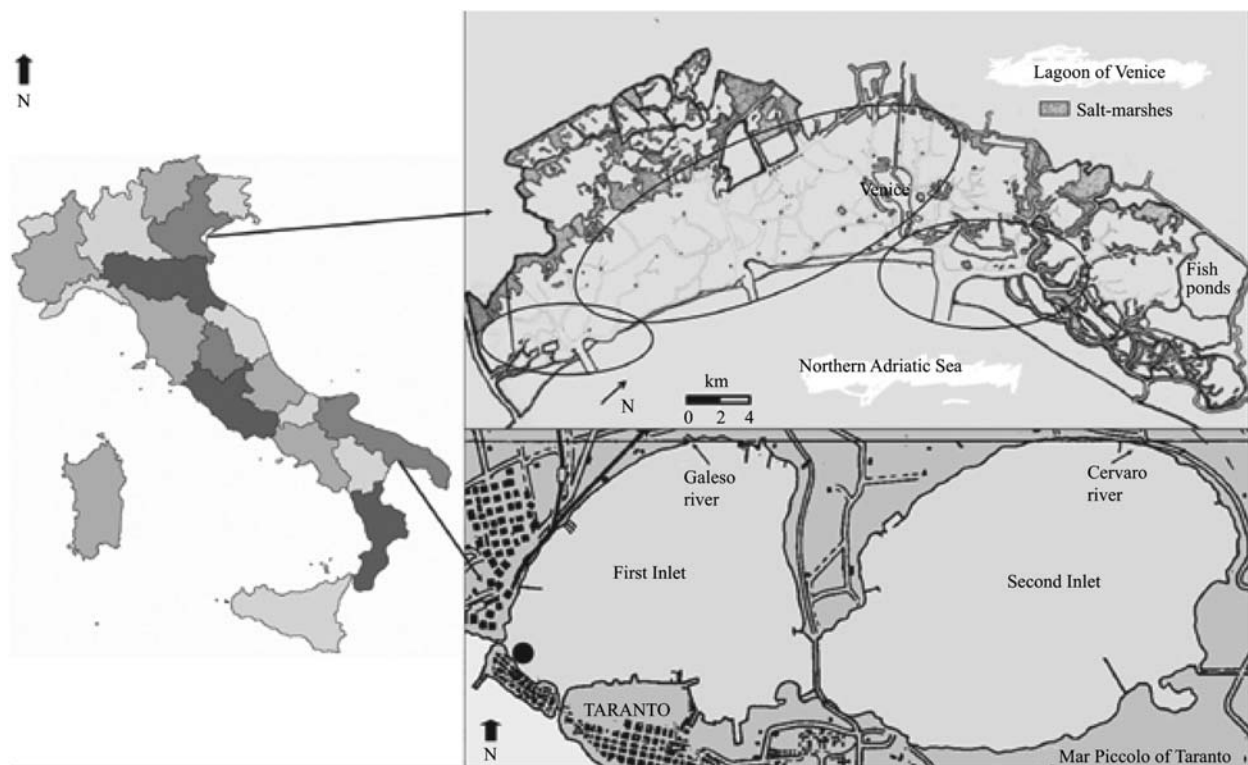 N
Lagoon of Venice
Salt-marshes
Venice
Fish
ponds
Northern Adriatic Sea
N
km
0 2 4
Galeso
river
Cervaro
river
First Inlet
Second Inlet
TARANTO
N
Mar Piccolo of Taranto